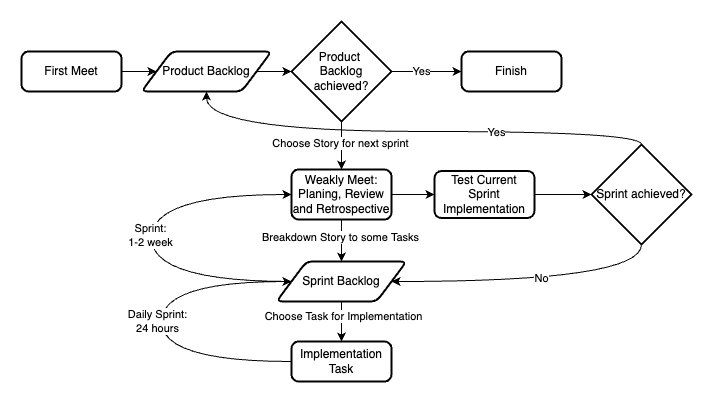 First Meet
Product Backlog
Product
Backlog
achieved?
Yes
Finish
Yes
Choose Story for next sprint
Weakly Meet:
Planing, Review
and Retrospective
Test Current
Sprint
Implementation
Sprint achieved?
Sprint:
1-2 week
Breakdown Story to some Tasks
Sprint Backlog
No
Daily Sprint:
24 hours
Choose Task for Implementation
Implementation
Task